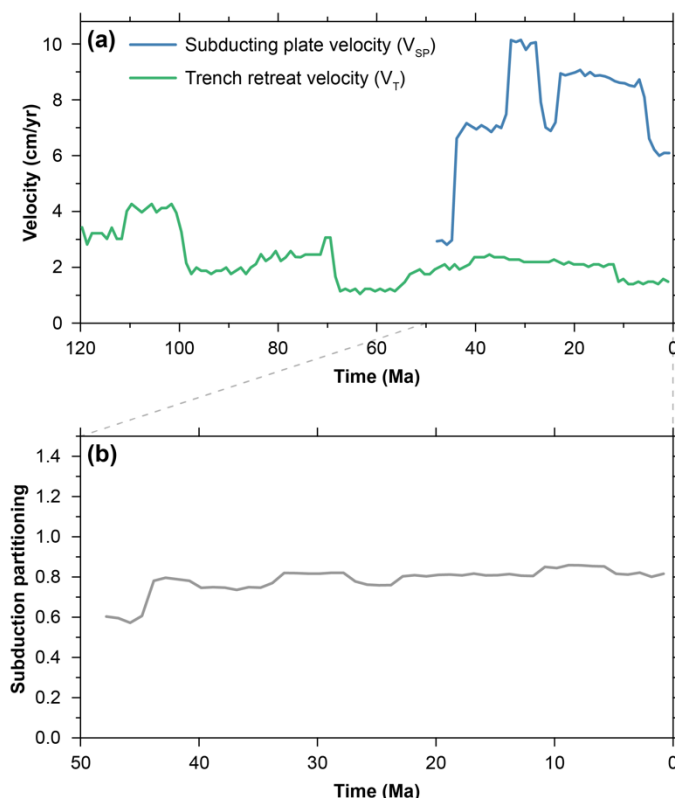 (a)
Subducting plate velocity (V_SP)
Trench retreat velocity (V_T)
Velocity (cm/yr)
10
8
6
4
2
0
120 100 80 60 40 20 0
Time (Ma)
(b)
Subduction partitioning
1.4
1.2
1.0
0.8
0.6
0.4
0.2
0.0
50 40 30 20 10 0
Time (Ma)